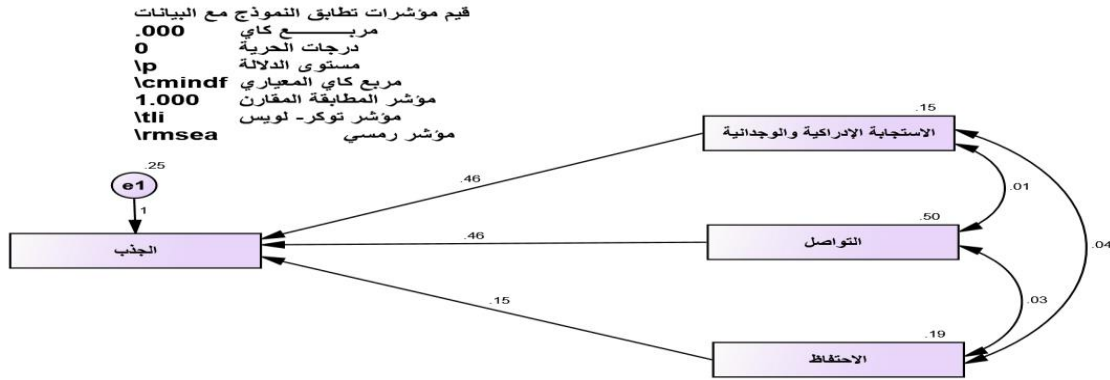 قيم مؤشرات تطابق النموذج مع البيانات
مربـــــع كاي .000
درجات الحرية 0
مستوى الدلالة \p
مربع كاي المعياري \cmindf
مؤشر المطابقة المقارن 1.000
مؤشر توكر- لويس \tli
مؤشر رمسي \rmsea
.15
الاستجابة الإدراكية والوجدانية
.25
e1
1
.46
.01
.50
التواصل
.46
الجذب
.04
.15
.03
.19
الاحتفاظ